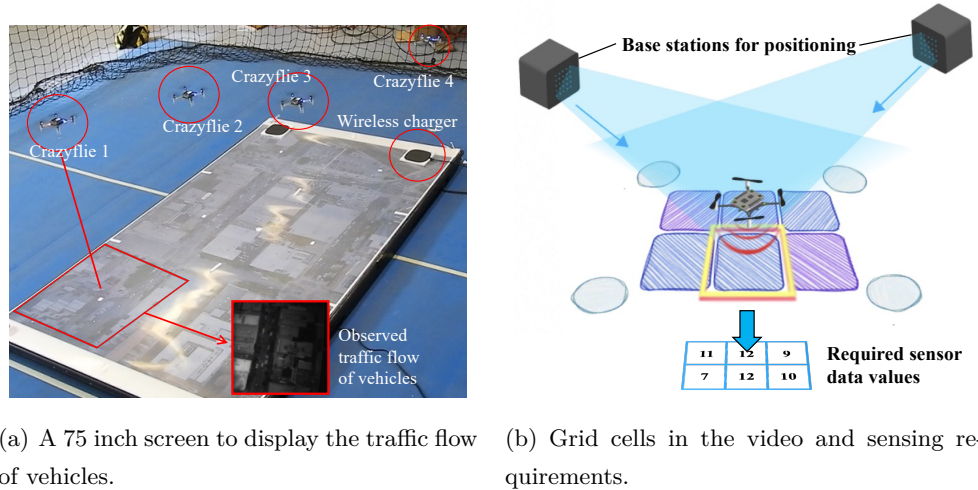 Crazyflie 1
Crazyflie 2
Crazyflie 3
Crazyflie 4
Wireless charger
Observed
traffic flow
of vehicles
(a) A 75 inch screen to display the traffic flow
of vehicles.
Base stations for positioning
11 12 9
7 12 10
Required sensor
data values
(b) Grid cells in the video and sensing re-
quirements.